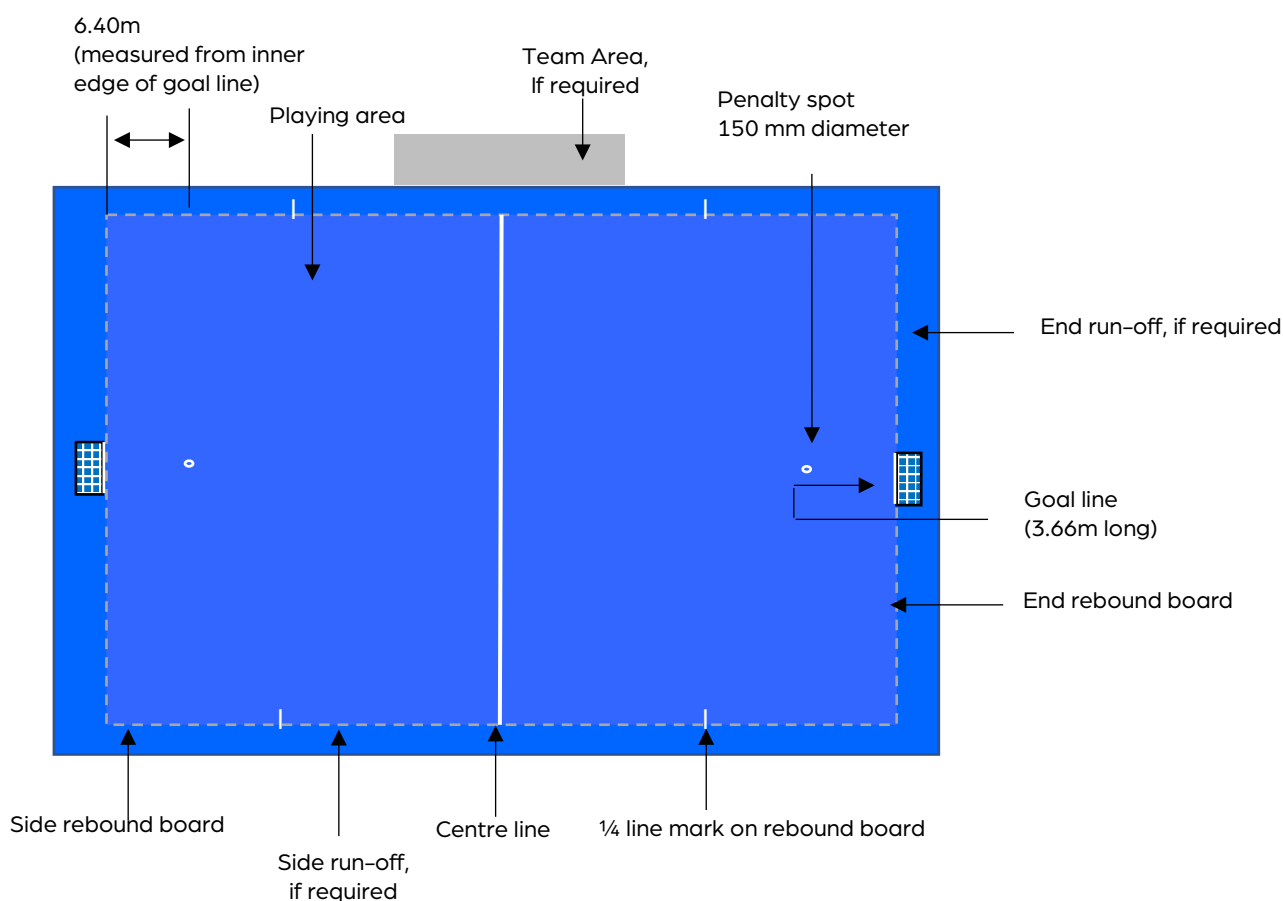 6.40m
(measured from inner
edge of goal line)
Playing area
Team Area,
If required
Penalty spot
150 mm diameter
End run-off, if required
Goal line
(3.66m long)
End rebound board
Side rebound board
Side run-off,
if required
Centre line
¼ line mark on rebound board